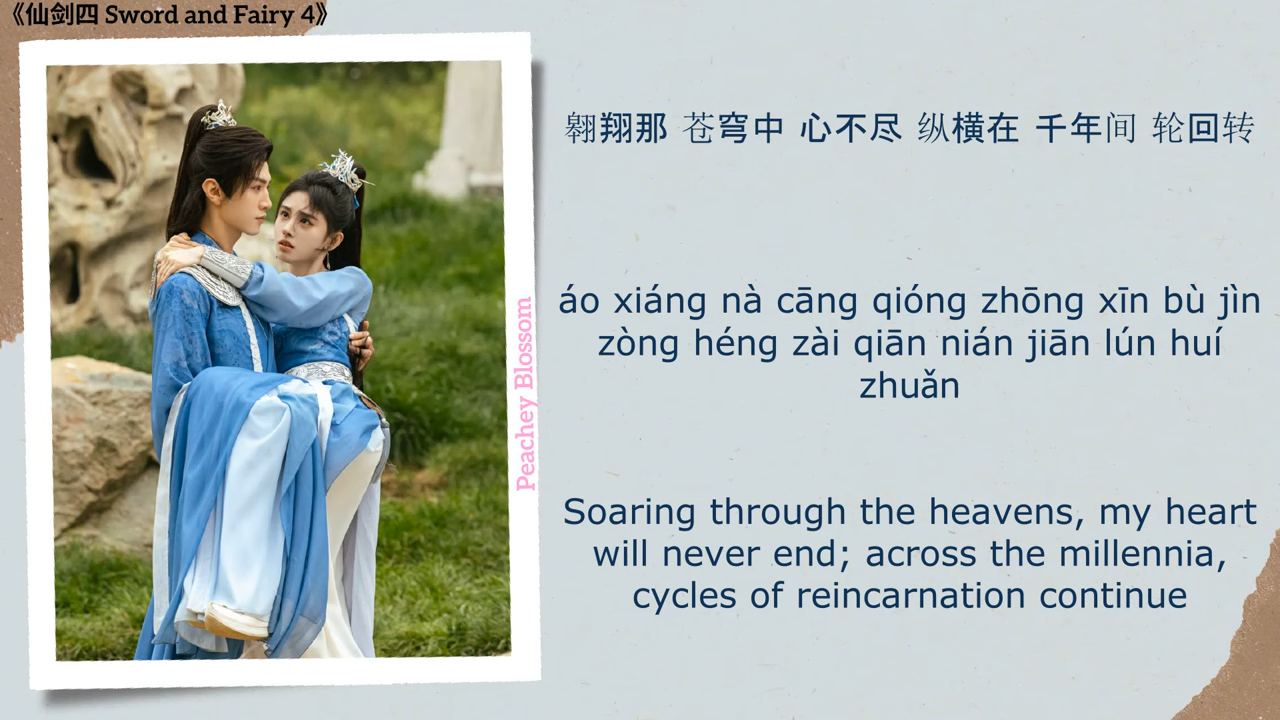 《仙剑四 Sword and Fairy 4》
翱翔那 苍穹中 心不尽 纵横在 千年间 轮回转
áo xiáng nà cāng qióng zhōng xīn bù jìn
zòng héng zài qiān nián jiān lún huí
zhuǎn
Soaring through the heavens, my heart
will never end; across the millennia,
cycles of reincarnation continue
Peachey Blossom